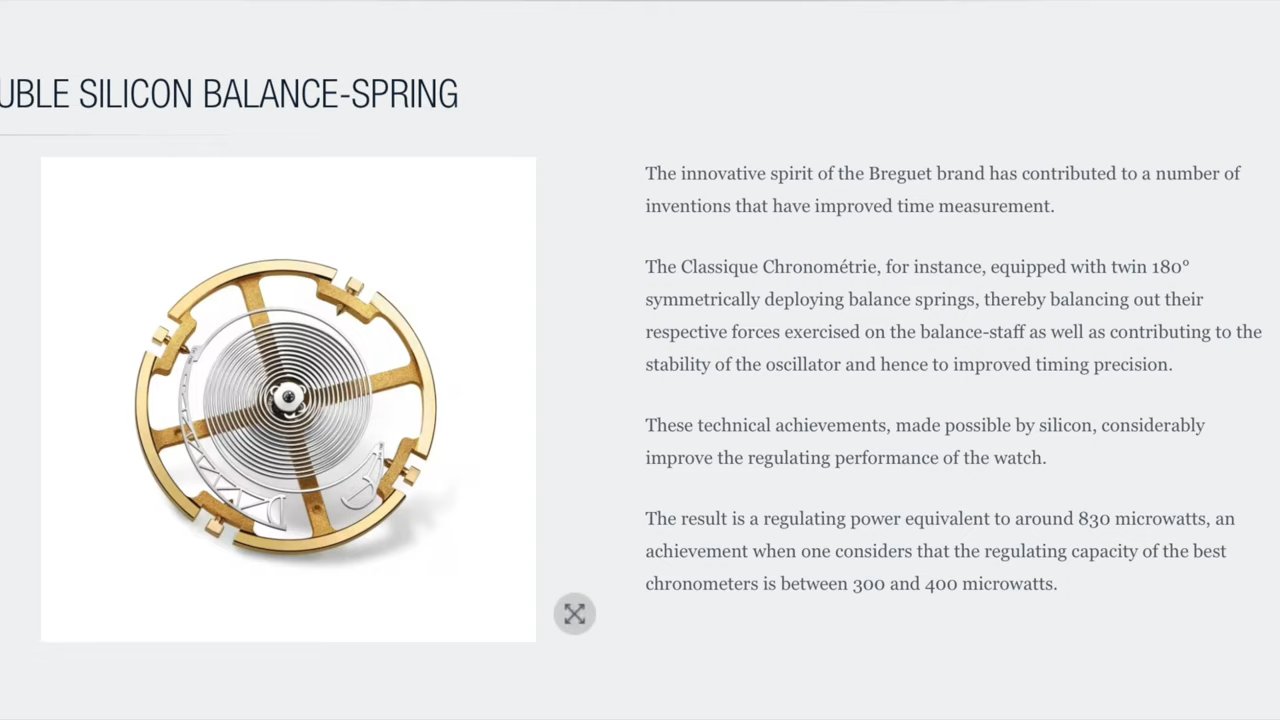 UBLE SILICON BALANCE-SPRING
The innovative spirit of the Breguet brand has contributed to a number of
inventions that have improved time measurement.
The Classique Chronométrie, for instance, equipped with twin 180°
symmetrically deploying balance springs, thereby balancing out their
respective forces exercised on the balance-staff as well as contributing to the
stability of the oscillator and hence to improved timing precision.
These technical achievements, made possible by silicon, considerably
improve the regulating performance of the watch.
The result is a regulating power equivalent to around 830 microwatts, an
achievement when one considers that the regulating capacity of the best
chronometers is between 300 and 400 microwatts.